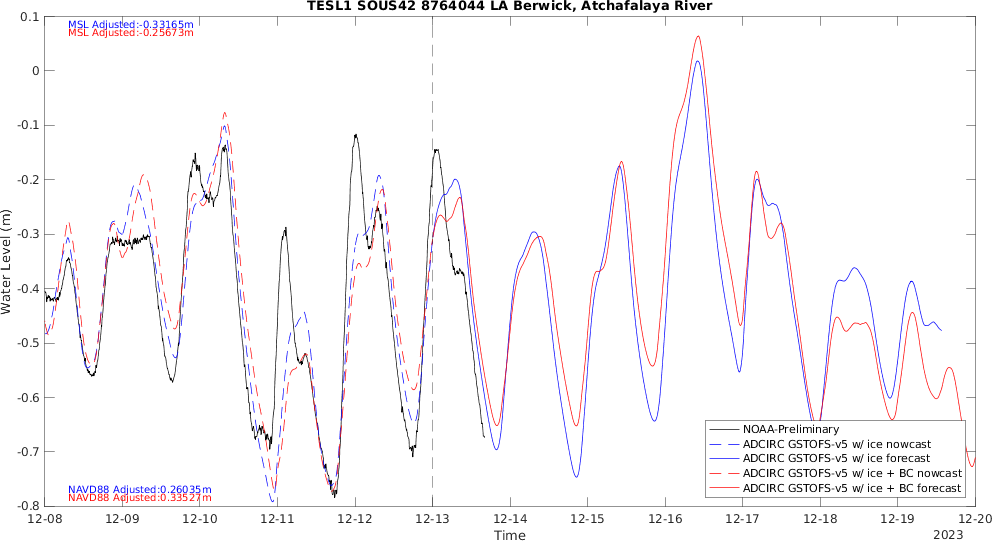 TESL1 SOUS42 8764044 LA Berwick, Atchafalaya River
MSL Adjusted:-0.33165m
MSL Adjusted:-0.25673m
0.1
0
-0.1
-0.2
-0.3
-0.4
-0.5
-0.6
-0.7
-0.8
Water Level (m)
NOAA-Preliminary
ADCIRC GSTOFS-v5 w/ ice nowcast
ADCIRC GSTOFS-v5 w/ ice forecast
ADCIRC GSTOFS-v5 w/ ice + BC nowcast
ADCIRC GSTOFS-v5 w/ ice + BC forecast
NAVD88 Adjusted:0.26035m
NAVD88 Adjusted:0.33527m
12-08 12-09 12-10 12-11 12-12 12-13 12-14 12-15 12-16 12-17 12-18 12-19 12-20
Time
2023